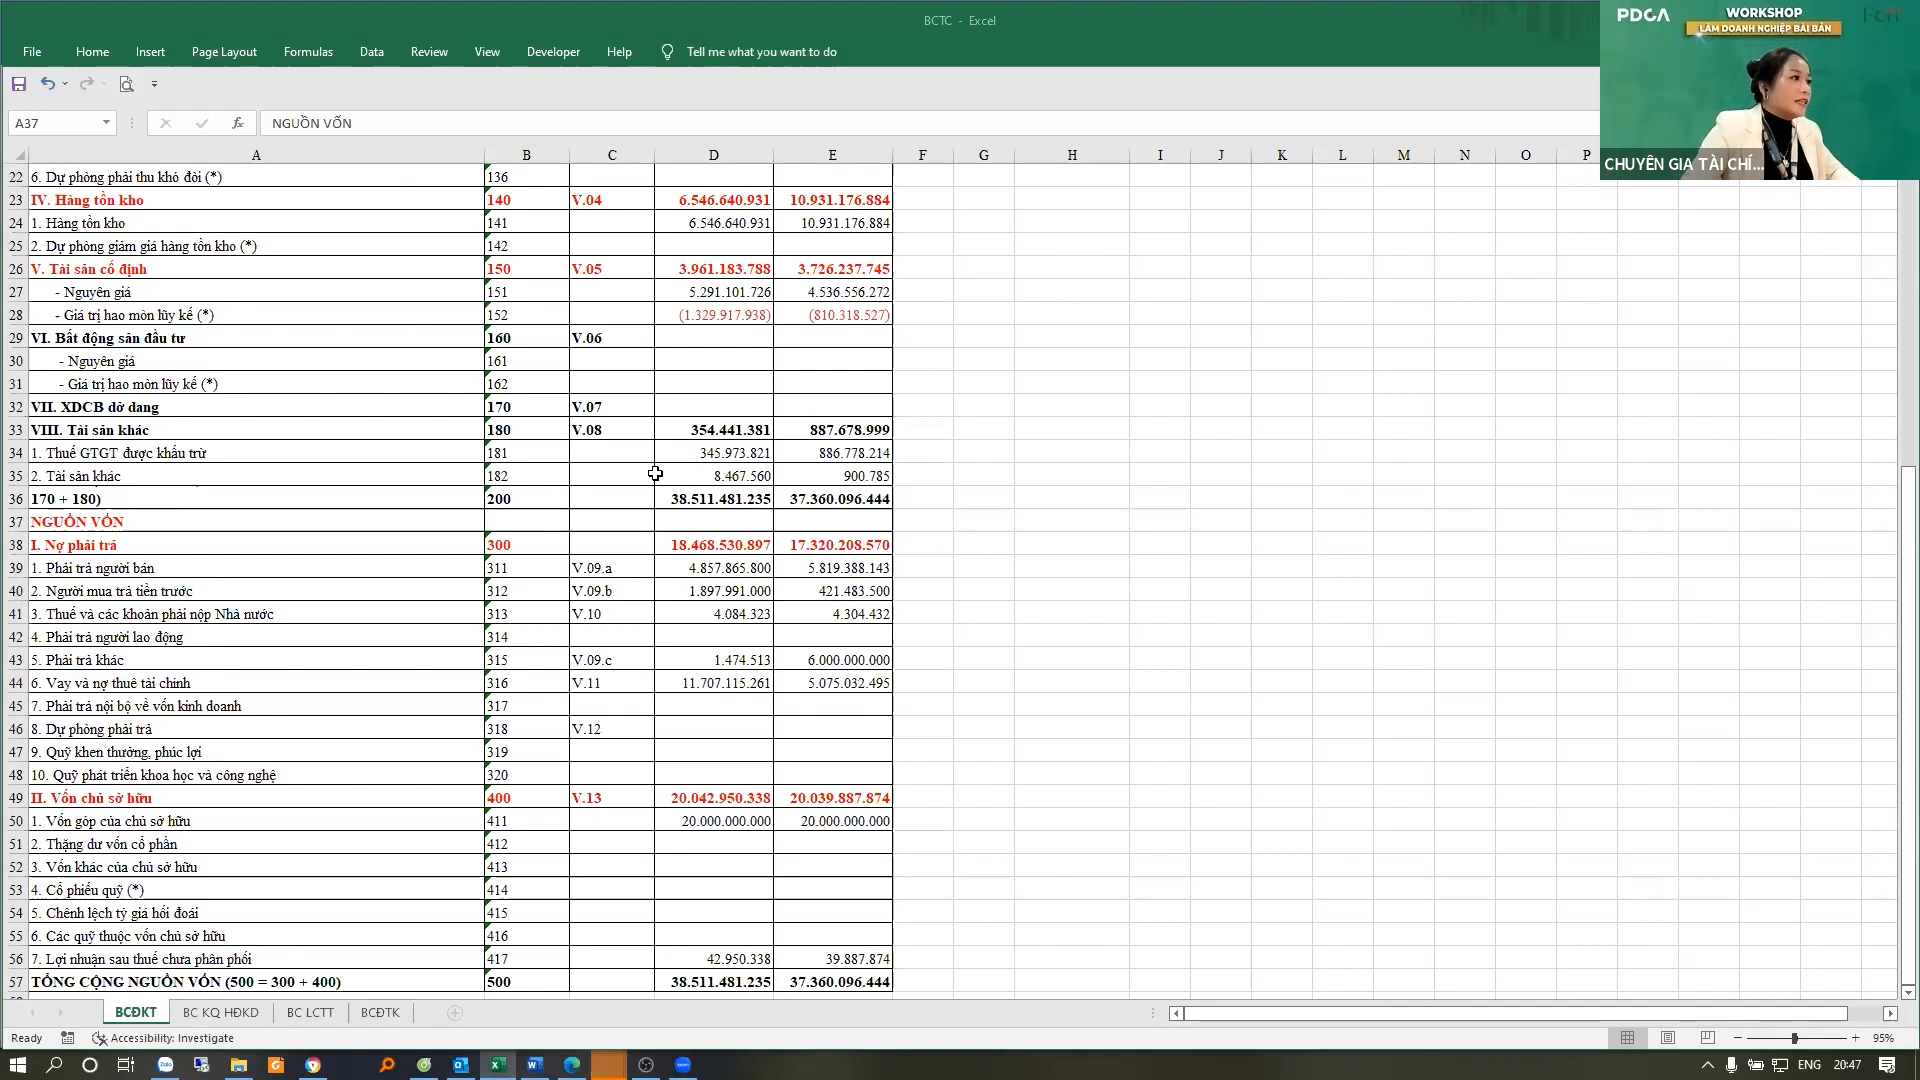 BCTC - Excel
PDCA
WORKSHOP
LÀM DOANH NGHIỆP BÀI BẢN
File Home Insert Page Layout Formulas Data Review View Developer Help Tell me what you want to do
A37 fx NGUỒN VỐN
CHUYÊN GIA TÀI CHÍ...
A B C D E F G H I J K L M N O P
22 6. Dự phòng phải thu khó đòi (*) 136
23 IV. Hàng tồn kho 140 V.04 6.546.640.931 10.931.176.884
24 1. Hàng tồn kho 141 6.546.640.931 10.931.176.884
25 2. Dự phòng giảm giá hàng tồn kho (*) 142
26 V. Tài sản cố định 150 V.05 3.961.183.788 3.726.237.745
27 - Nguyên giá 151 5.291.101.726 4.536.556.272
28 - Giá trị hao mòn lũy kế (*) 152 (1.329.917.938) (810.318.527)
29 VI. Bất động sản đầu tư 160 V.06
30 - Nguyên giá 161
31 - Giá trị hao mòn lũy kế (*) 162
32 VII. XDCB dở dang 170 V.07
33 VIII. Tài sản khác 180 V.08 354.441.381 887.678.999
34 1. Thuế GTGT được khấu trừ 181 345.973.821 886.778.214
35 2. Tài sản khác 182 8.467.560 900.785
36 170 + 180) 200 38.511.481.235 37.360.096.444
37 NGUỒN VỐN
38 I. Nợ phải trả 300 18.468.530.897 17.320.208.570
39 1. Phải trả người bán 311 V.09.a 4.857.865.800 5.819.388.143
40 2. Người mua trả tiền trước 312 V.09.b 1.897.991.000 421.483.500
41 3. Thuế và các khoản phải nộp Nhà nước 313 V.10 4.084.323 4.304.432
42 4. Phải trả người lao động 314
43 5. Phải trả khác 315 V.09.c 1.474.513 6.000.000.000
44 6. Vay và nợ thuê tài chính 316 V.11 11.707.115.261 5.075.032.495
45 7. Phải trả nội bộ về vốn kinh doanh 317
46 8. Dự phòng phải trả 318 V.12
47 9. Quỹ khen thưởng, phúc lợi 319
48 10. Quỹ phát triển khoa học và công nghệ 320
49 II. Vốn chủ sở hữu 400 V.13 20.042.950.338 20.039.887.874
50 1. Vốn góp của chủ sở hữu 411 20.000.000.000 20.000.000.000
51 2. Thặng dư vốn cổ phần 412
52 3. Vốn khác của chủ sở hữu 413
53 4. Cổ phiếu quỹ (*) 414
54 5. Chênh lệch tỷ giá hối đoái 415
55 6. Các quỹ thuộc vốn chủ sở hữu 416
56 7. Lợi nhuận sau thuế chưa phân phối 417 42.950.338 39.887.874
57 TỔNG CỘNG NGUỒN VỐN (500 = 300 + 400) 500 38.511.481.235 37.360.096.444
BCĐKT BC KQ HĐKD BC LCTT BCĐTK
Ready Accessibility: Investigate 95%
ENG 20:47